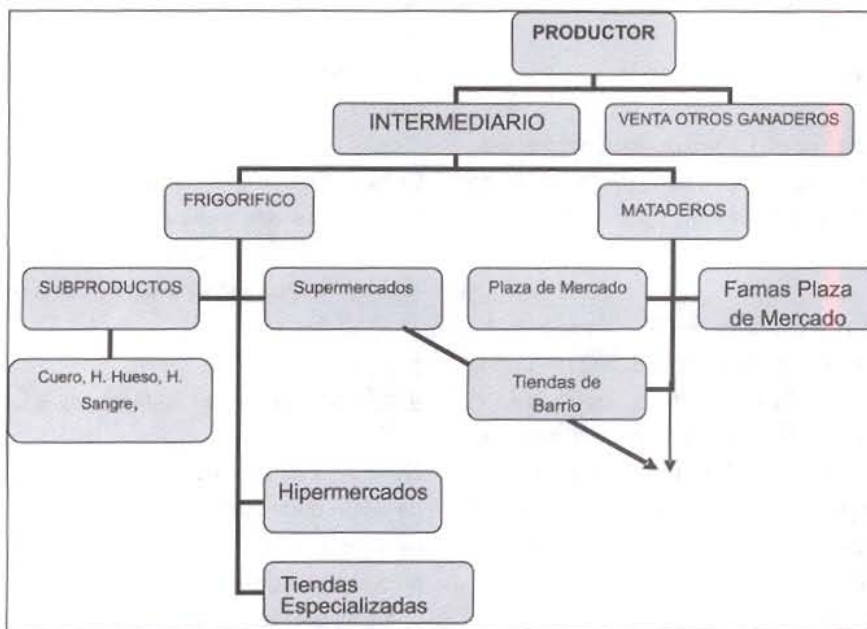 PRODUCTOR
INTERMEDIARIO
VENTA OTROS GANADEROS
FRIGORIFICO
MATADEROS
SUBPRODUCTOS
Supermercados
Plaza de Mercado
Famas Plaza
de Mercado
Cuero, H. Hueso, H.
Sangre,
Tiendas de
Barrio
Hipermercados
Tiendas
Especializadas